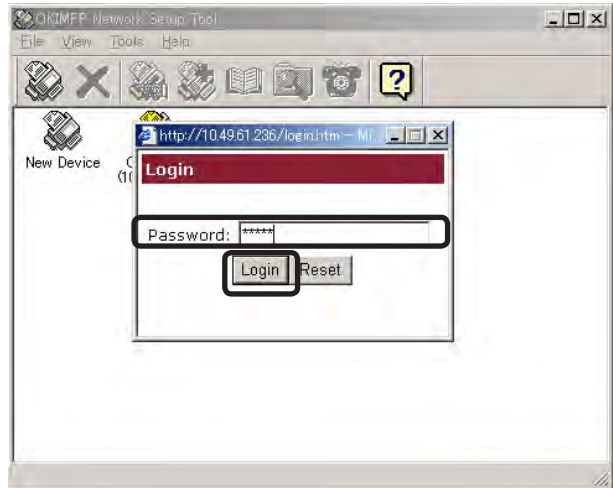 OKIMFP Network Setup Tool
File View Tools Help
?
http://10.49.61.236/login.htm - MI
Login
New Device
(10
Password: *****
Login Reset